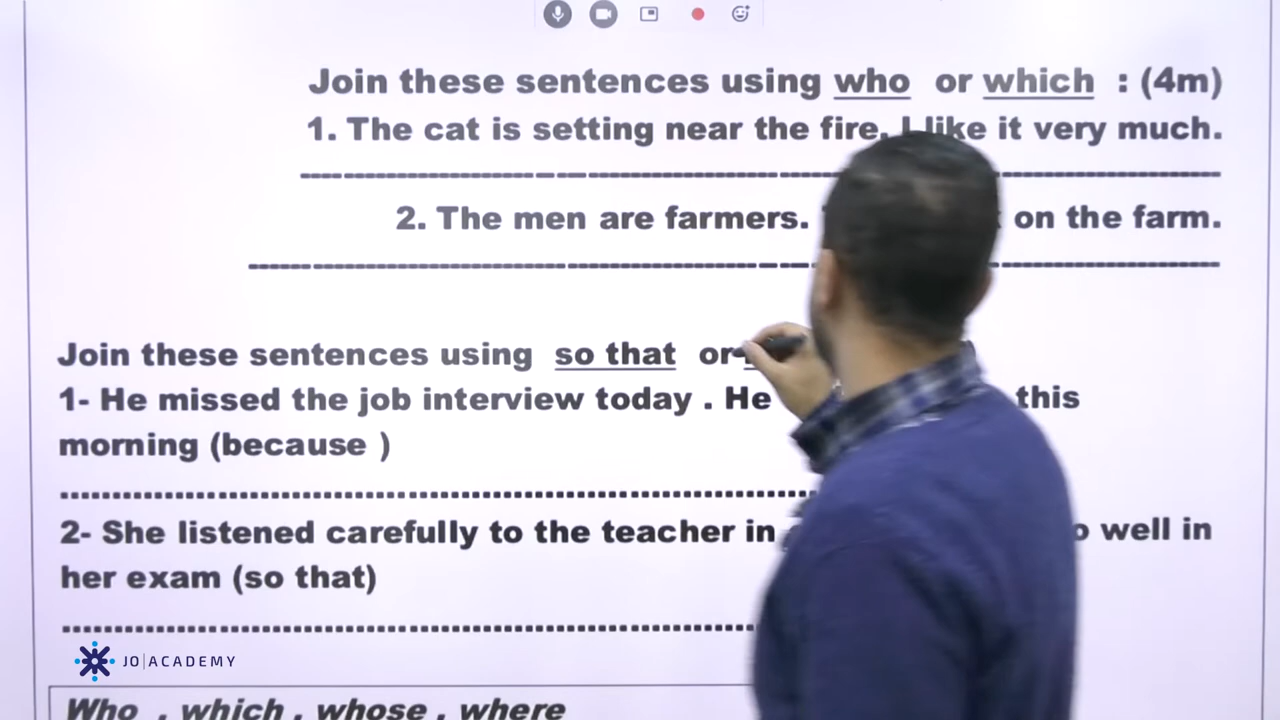 Join these sentences using who or which : (4m)
1. The cat is setting near the fire. I like it very much.
2. The men are farmers. on the farm.
Join these sentences using so that or
1- He missed the job interview today . He this
morning (because )
2- She listened carefully to the teacher in well in
her exam (so that)
JO ACADEMY
Who , which , whose , where